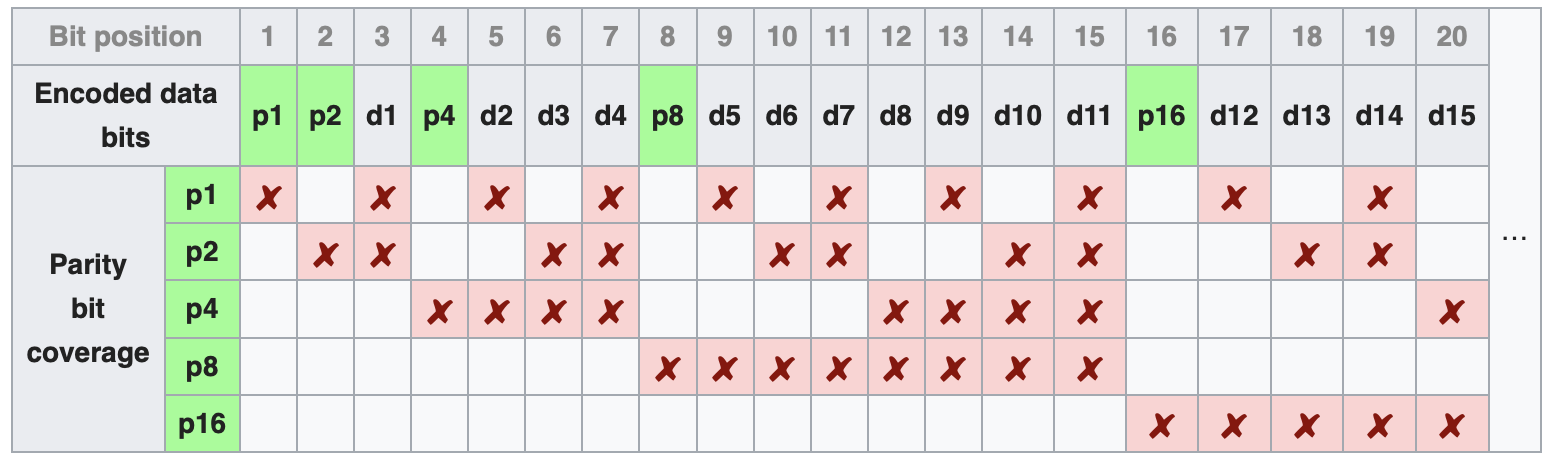 Bit position 1 2 3 4 5 6 7 8 9 10 11 12 13 14 15 16 17 18 19 20
Encoded data
bits
p1 p2 d1 p4 d2 d3 d4 p8 d5 d6 d7 d8 d9 d10 d11 p16 d12 d13 d14 d15
Parity
bit
coverage
p1 ✗ ✗ ✗ ✗ ✗ ✗ ✗ ✗ ✗ ✗
p2 ✗ ✗ ✗ ✗ ✗ ✗ ✗ ✗ ✗ ✗
p4 ✗ ✗ ✗ ✗ ✗ ✗ ✗ ✗ ✗
p8 ✗ ✗ ✗ ✗ ✗ ✗ ✗ ✗
p16 ✗ ✗ ✗ ✗ ✗
...